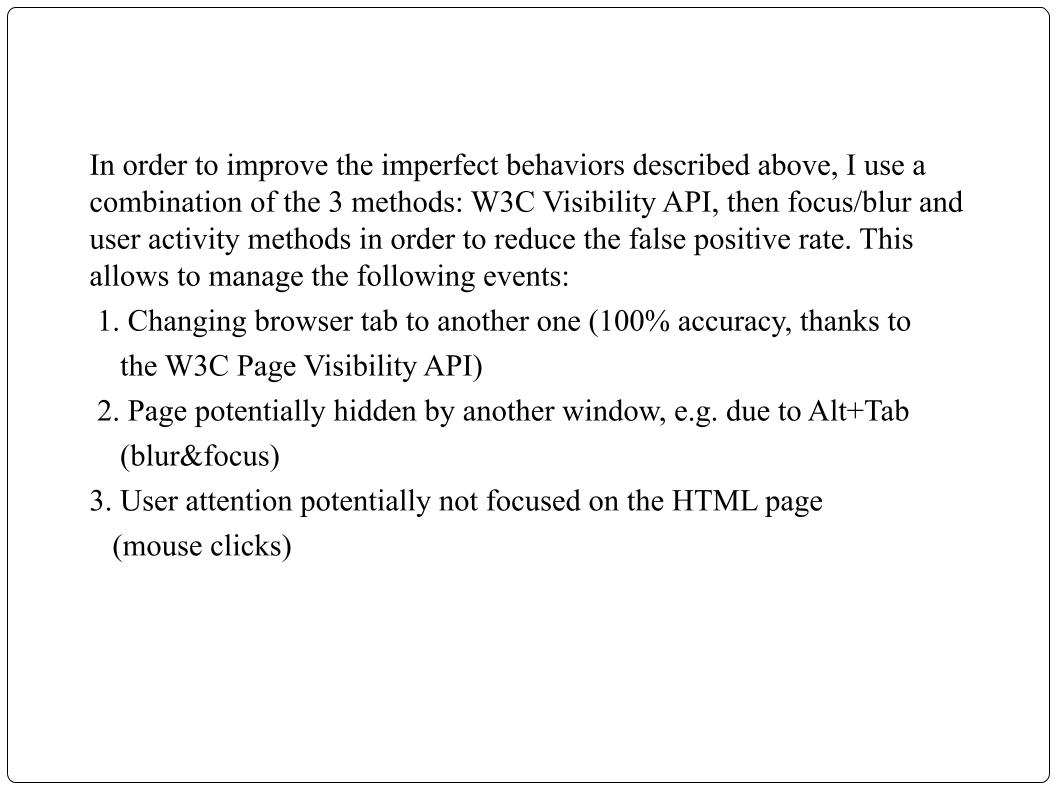 In order to improve the imperfect behaviors described above, I use a
combination of the 3 methods: W3C Visibility API, then focus/blur and
user activity methods in order to reduce the false positive rate. This
allows to manage the following events:
1. Changing browser tab to another one (100% accuracy, thanks to
the W3C Page Visibility API)
2. Page potentially hidden by another window, e.g. due to Alt+Tab
(blur&focus)
3. User attention potentially not focused on the HTML page
(mouse clicks)